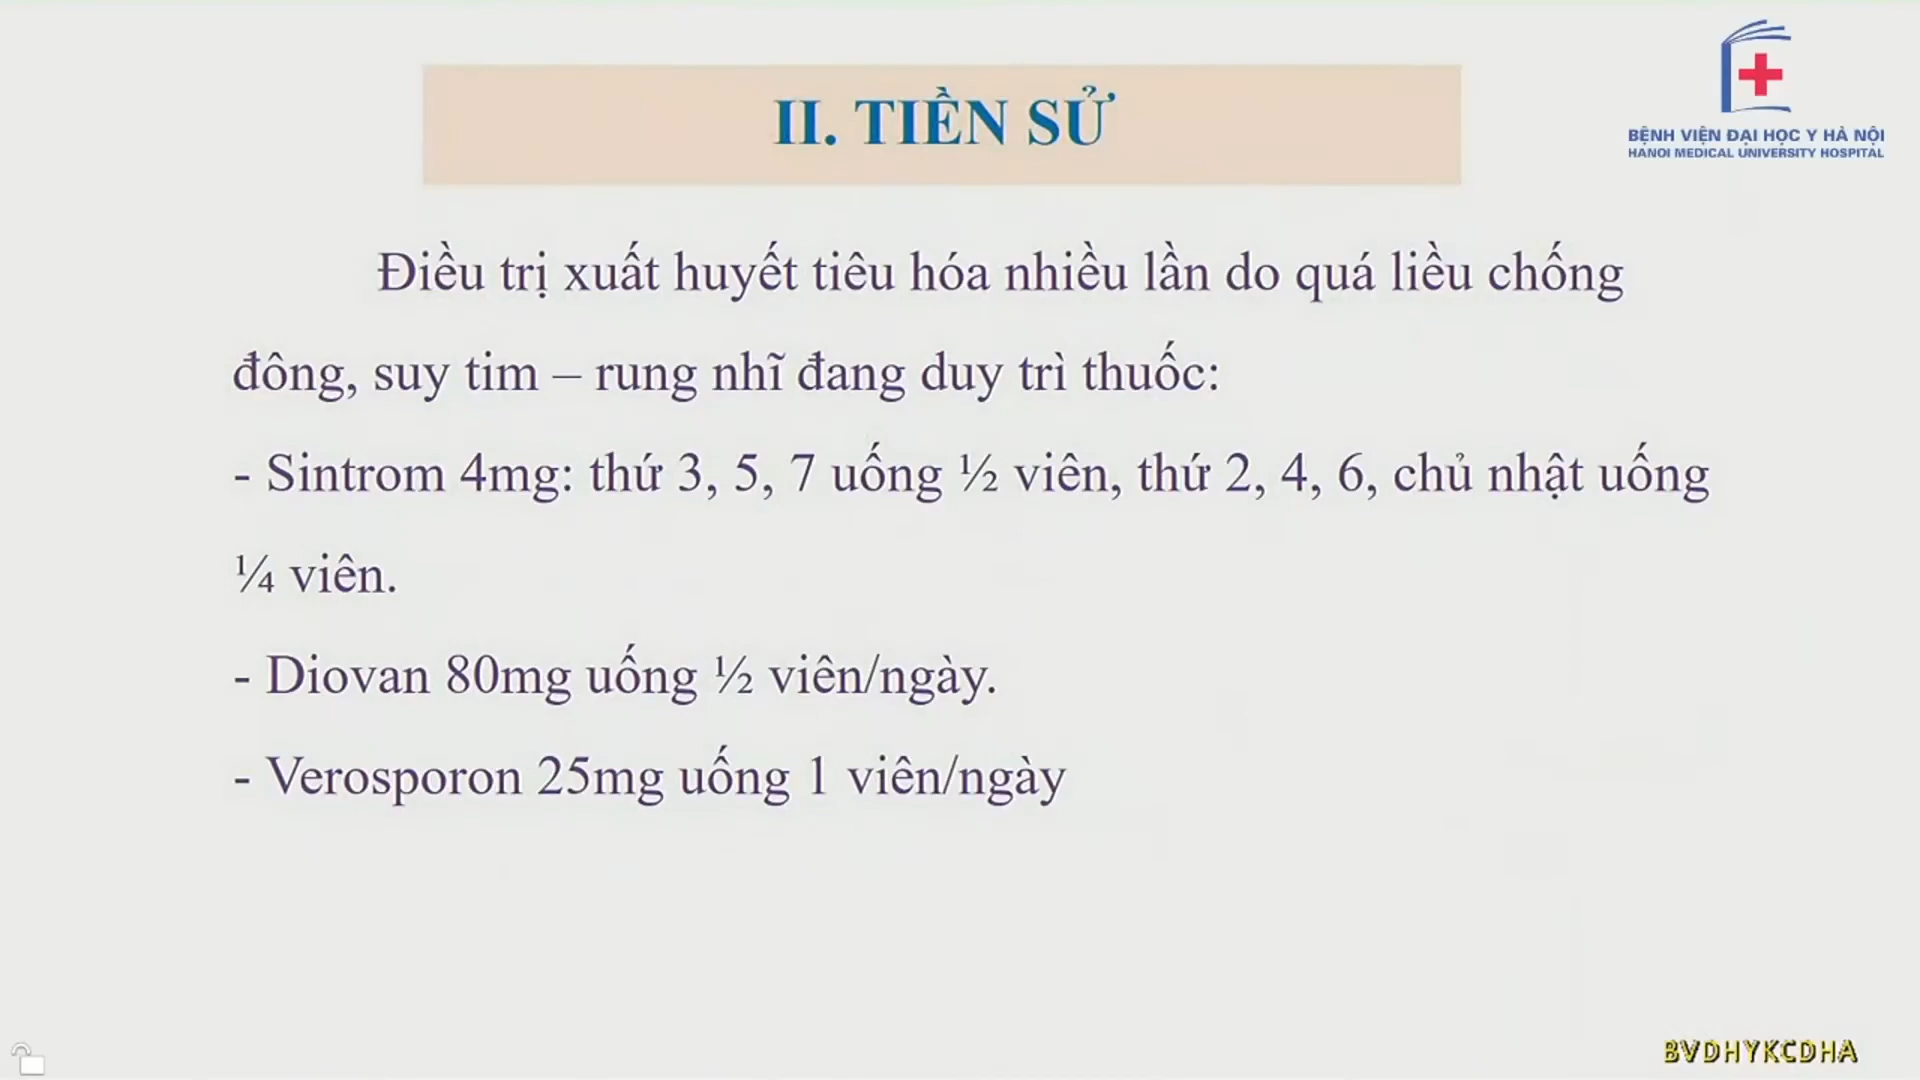 II. TIỀN SỬ
BỆNH VIỆN ĐẠI HỌC Y HÀ NỘI
HANOI MEDICAL UNIVERSITY HOSPITAL
Điều trị xuất huyết tiêu hóa nhiều lần do quá liều chống
đông, suy tim – rung nhĩ đang duy trì thuốc:
- Sintrom 4mg: thứ 3, 5, 7 uống ½ viên, thứ 2, 4, 6, chủ nhật uống
¼ viên.
- Diovan 80mg uống ½ viên/ngày.
- Verosporon 25mg uống 1 viên/ngày
BVDHYKCDHA